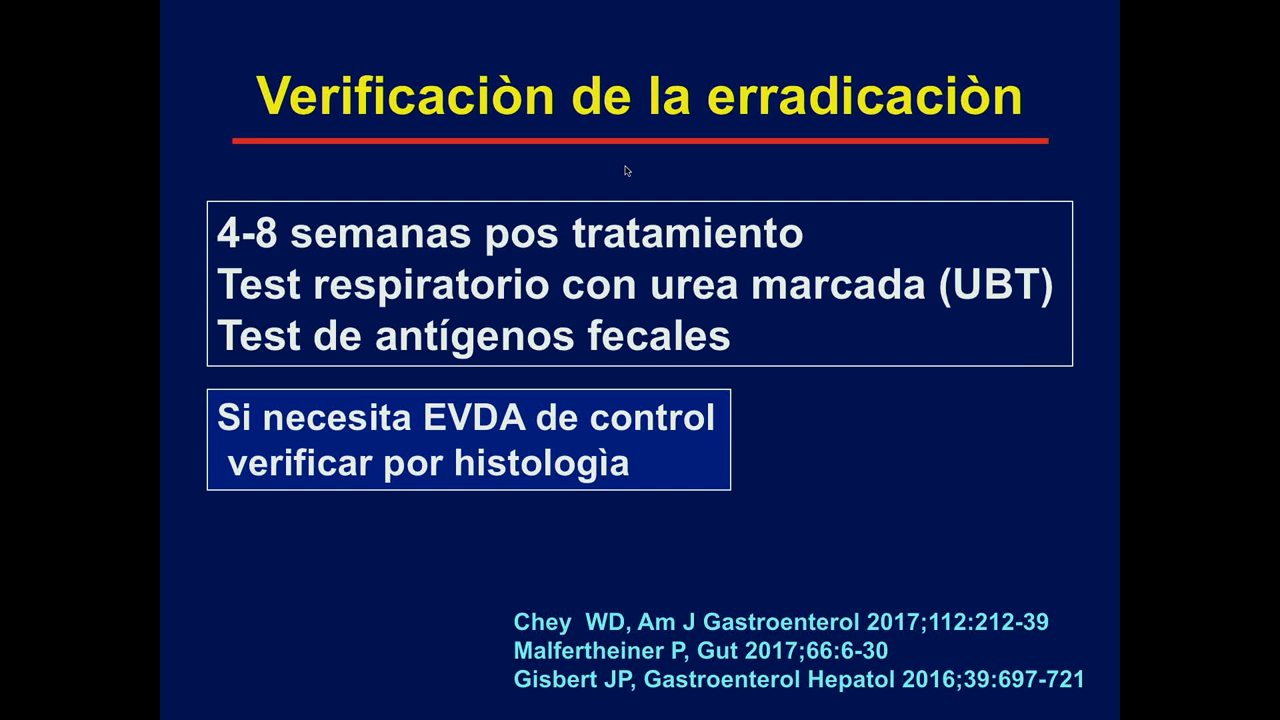 Verificaciòn de la erradicaciòn
4-8 semanas pos tratamiento
Test respiratorio con urea marcada (UBT)
Test de antígenos fecales
Si necesita EVDA de control
verificar por histologìa
Chey  WD, Am J Gastroenterol 2017;112:212-39
Malfertheiner P, Gut 2017;66:6-30
Gisbert JP, Gastroenterol Hepatol 2016;39:697-721